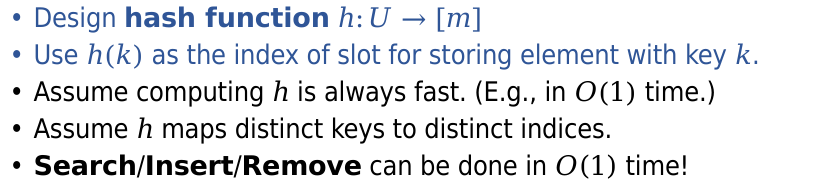 • Design hash function h: U → [m]
• Use h(k) as the index of slot for storing element with key k.
• Assume computing h is always fast. (E.g., in O(1) time.)
• Assume h maps distinct keys to distinct indices.
• Search/Insert/Remove can be done in O(1) time!